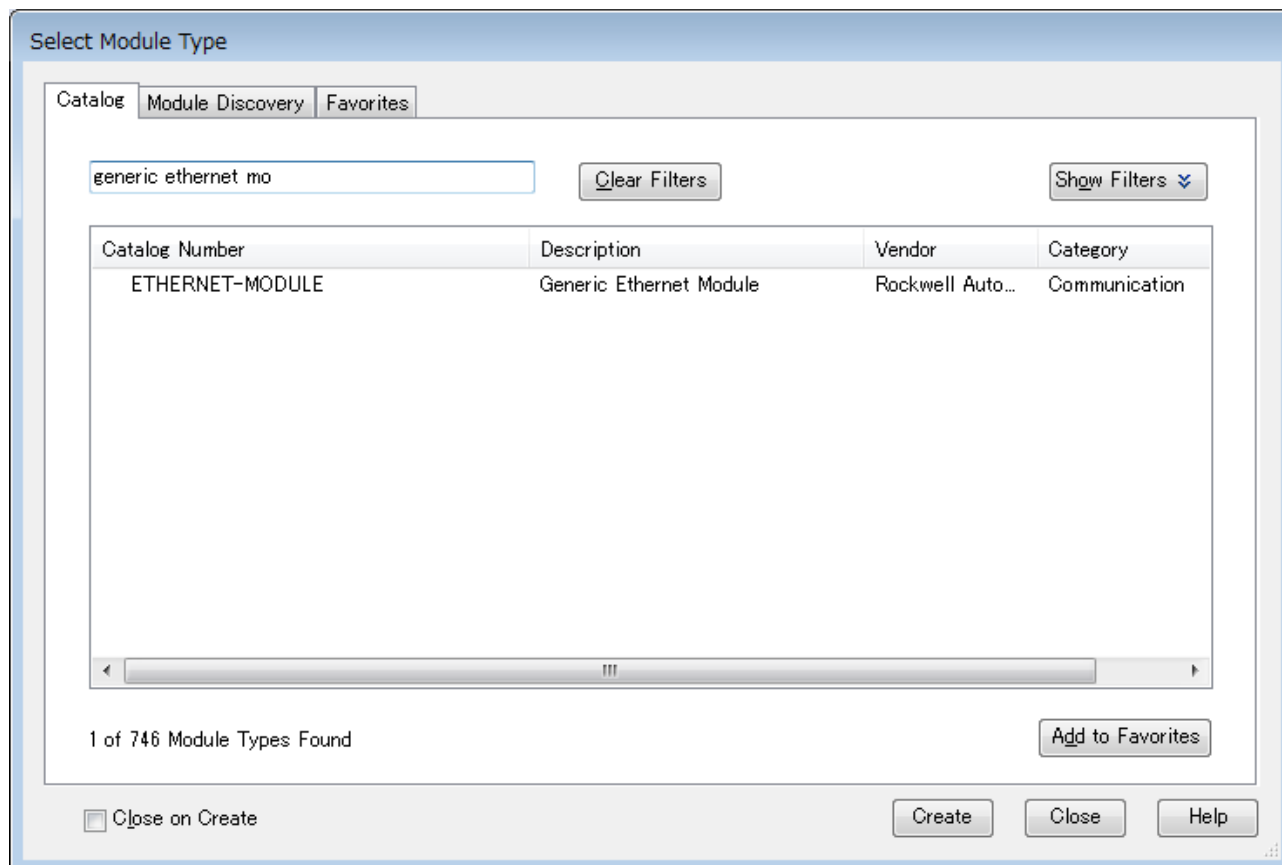 Select Module Type
Catalog Module Discovery Favorites
generic ethernet mo Clear Filters Show Filters
Catalog Number Description Vendor Category
ETHERNET-MODULE Generic Ethernet Module Rockwell Auto... Communication
1 of 746 Module Types Found Add to Favorites
Close on Create Create Close Help